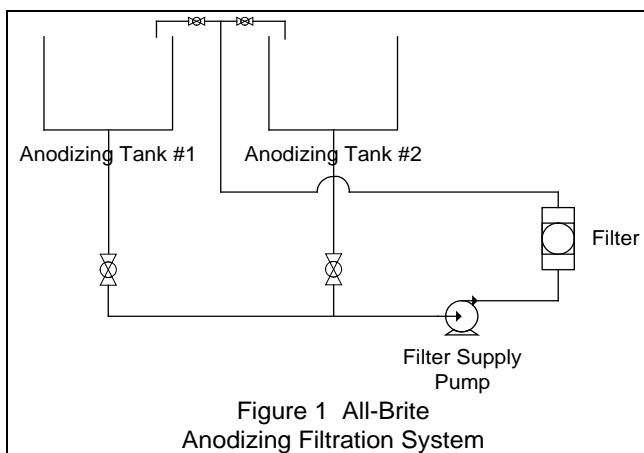 Anodizing Tank #1
Anodizing Tank #2
Filter
Filter Supply
Pump
Figure 1 All-Brite
Anodizing Filtration System